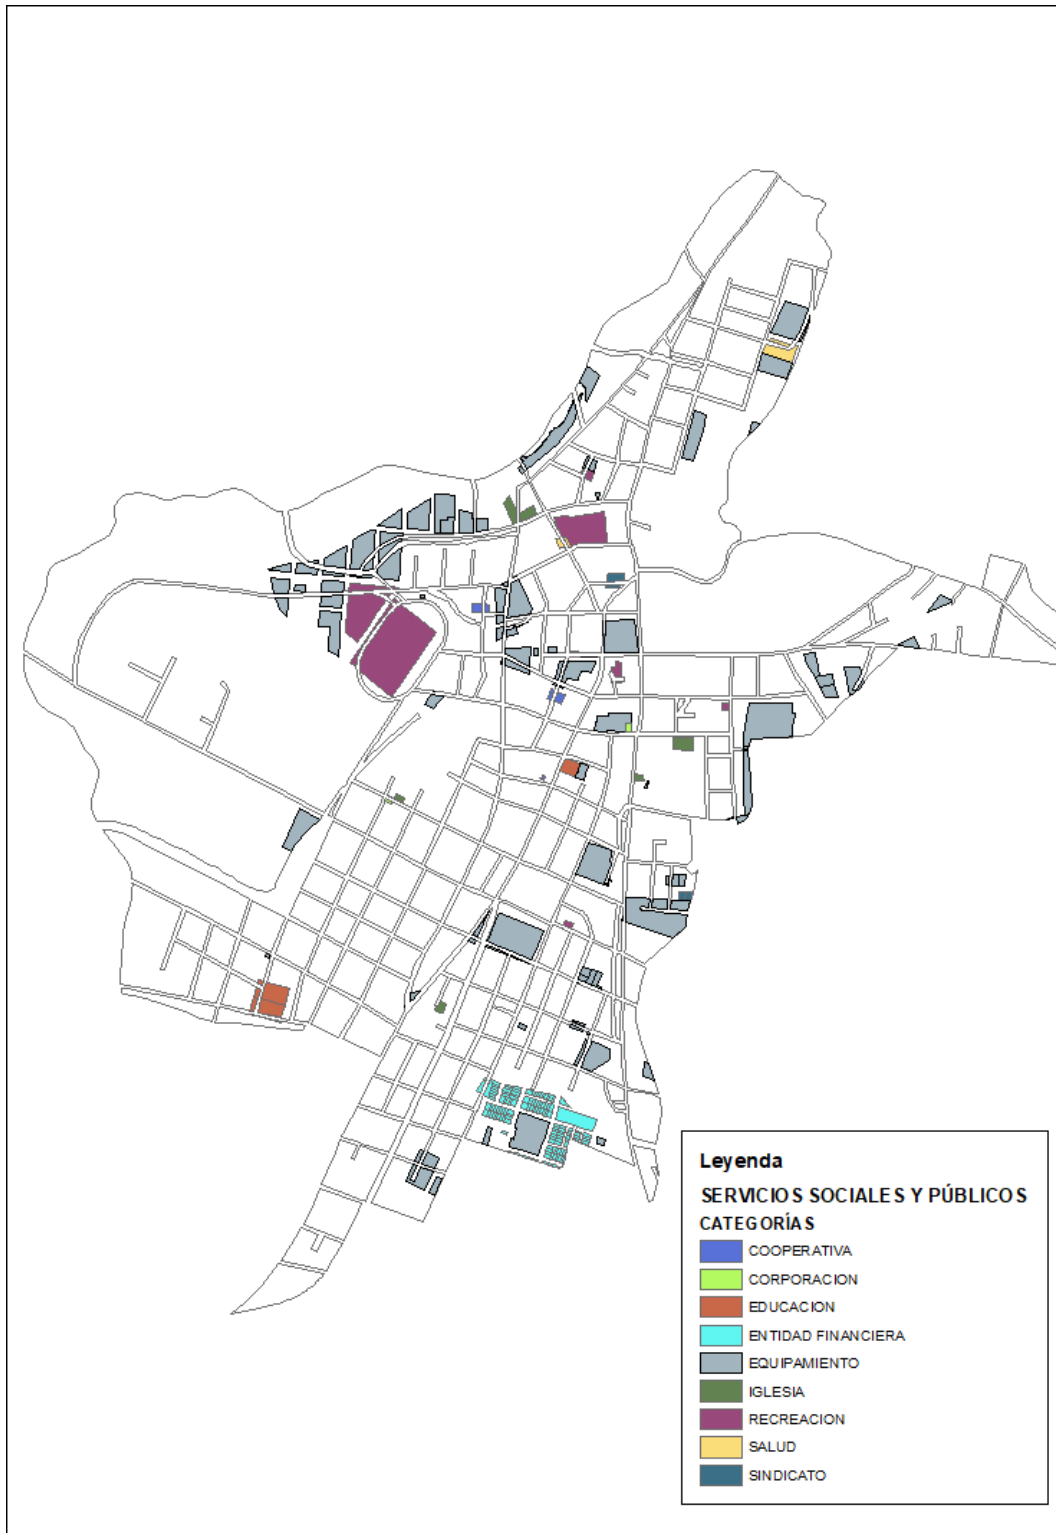 Leyenda
SERVICIOS SOCIALES Y PÚBLICOS
CATEGORÍAS
COOPERATIVA
CORPORACION
EDUCACION
ENTIDAD FINANCIERA
EQUIPAMIENTO
IGLESIA
RECREACION
SALUD
SINDICATO